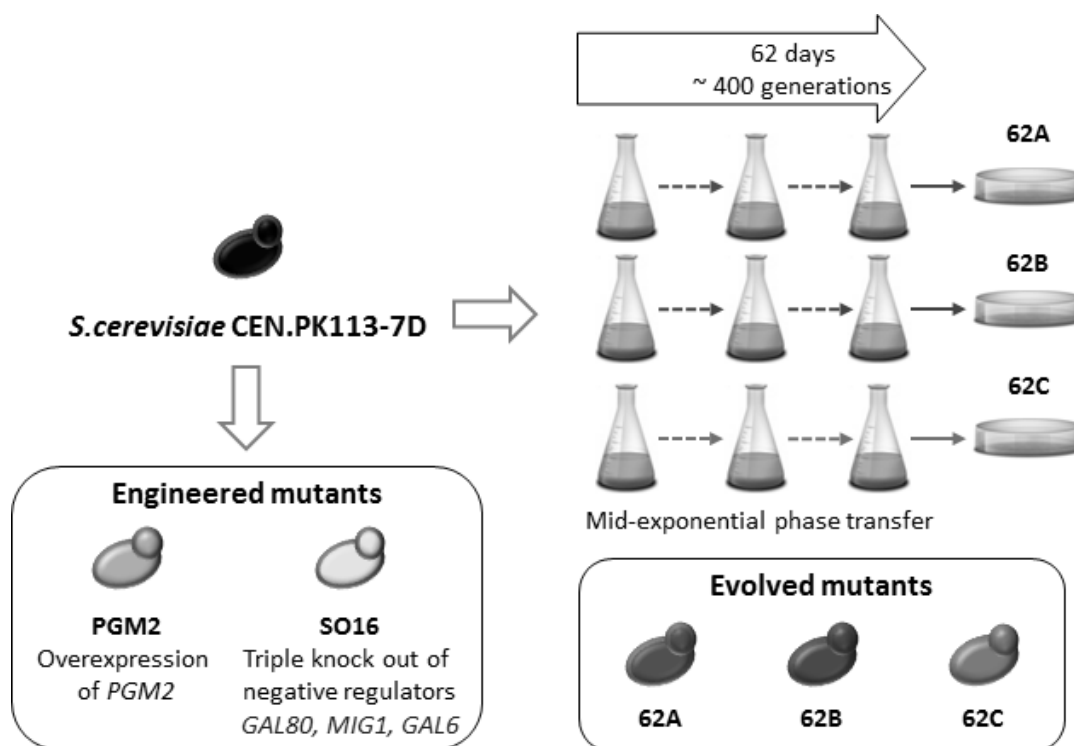 62 days
~ 400 generations
62A
62B
62C
S.cerevisiae CEN.PK113-7D
Mid-exponential phase transfer
Engineered mutants
PGM2
Overexpression
of PGM2
SO16
Triple knock out of
negative regulators
GAL80, MIG1, GAL6
Evolved mutants
62A
62B
62C